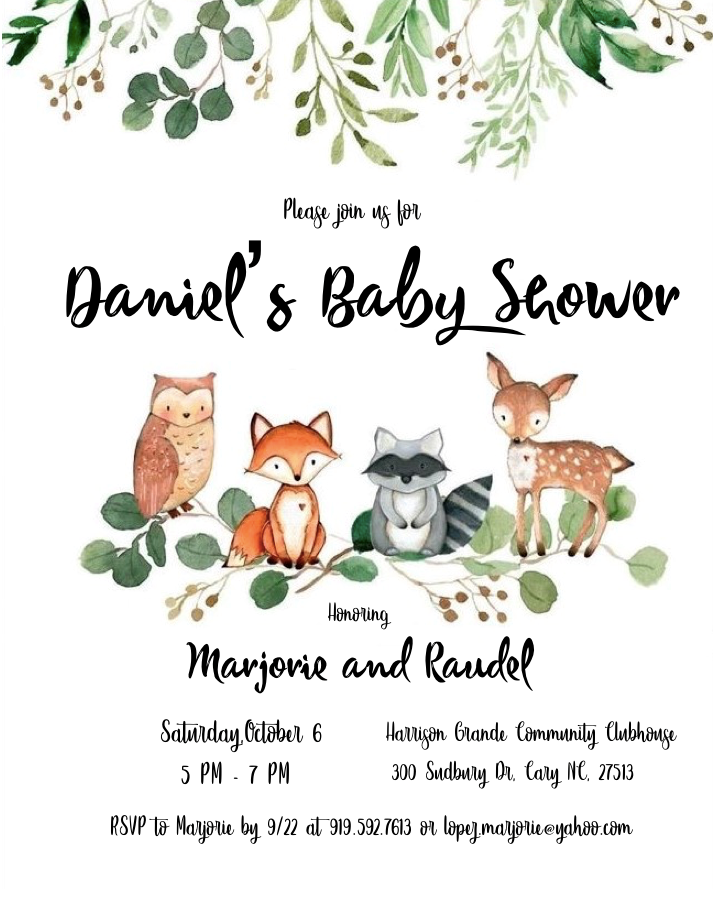 Please join us for
Daniel's Baby Shower
Honoring
Marjorie and Raudel
Saturday,October 6
Harrison Grande Community Clubhouse
5 PM - 7 PM
300 Sudbury Dr, Cary NC, 27513
RSVP to Marjorie by 9/22 at 919.592.7613 or lopez.marjorie@yahoo.com